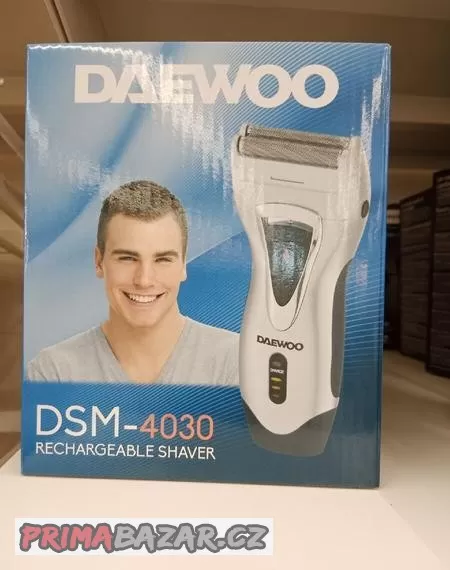 DAEWOO
DAEWOO
CHARGE
DSM-4030
RECHARGEABLE SHAVER
PRIMABAZAR.CZ